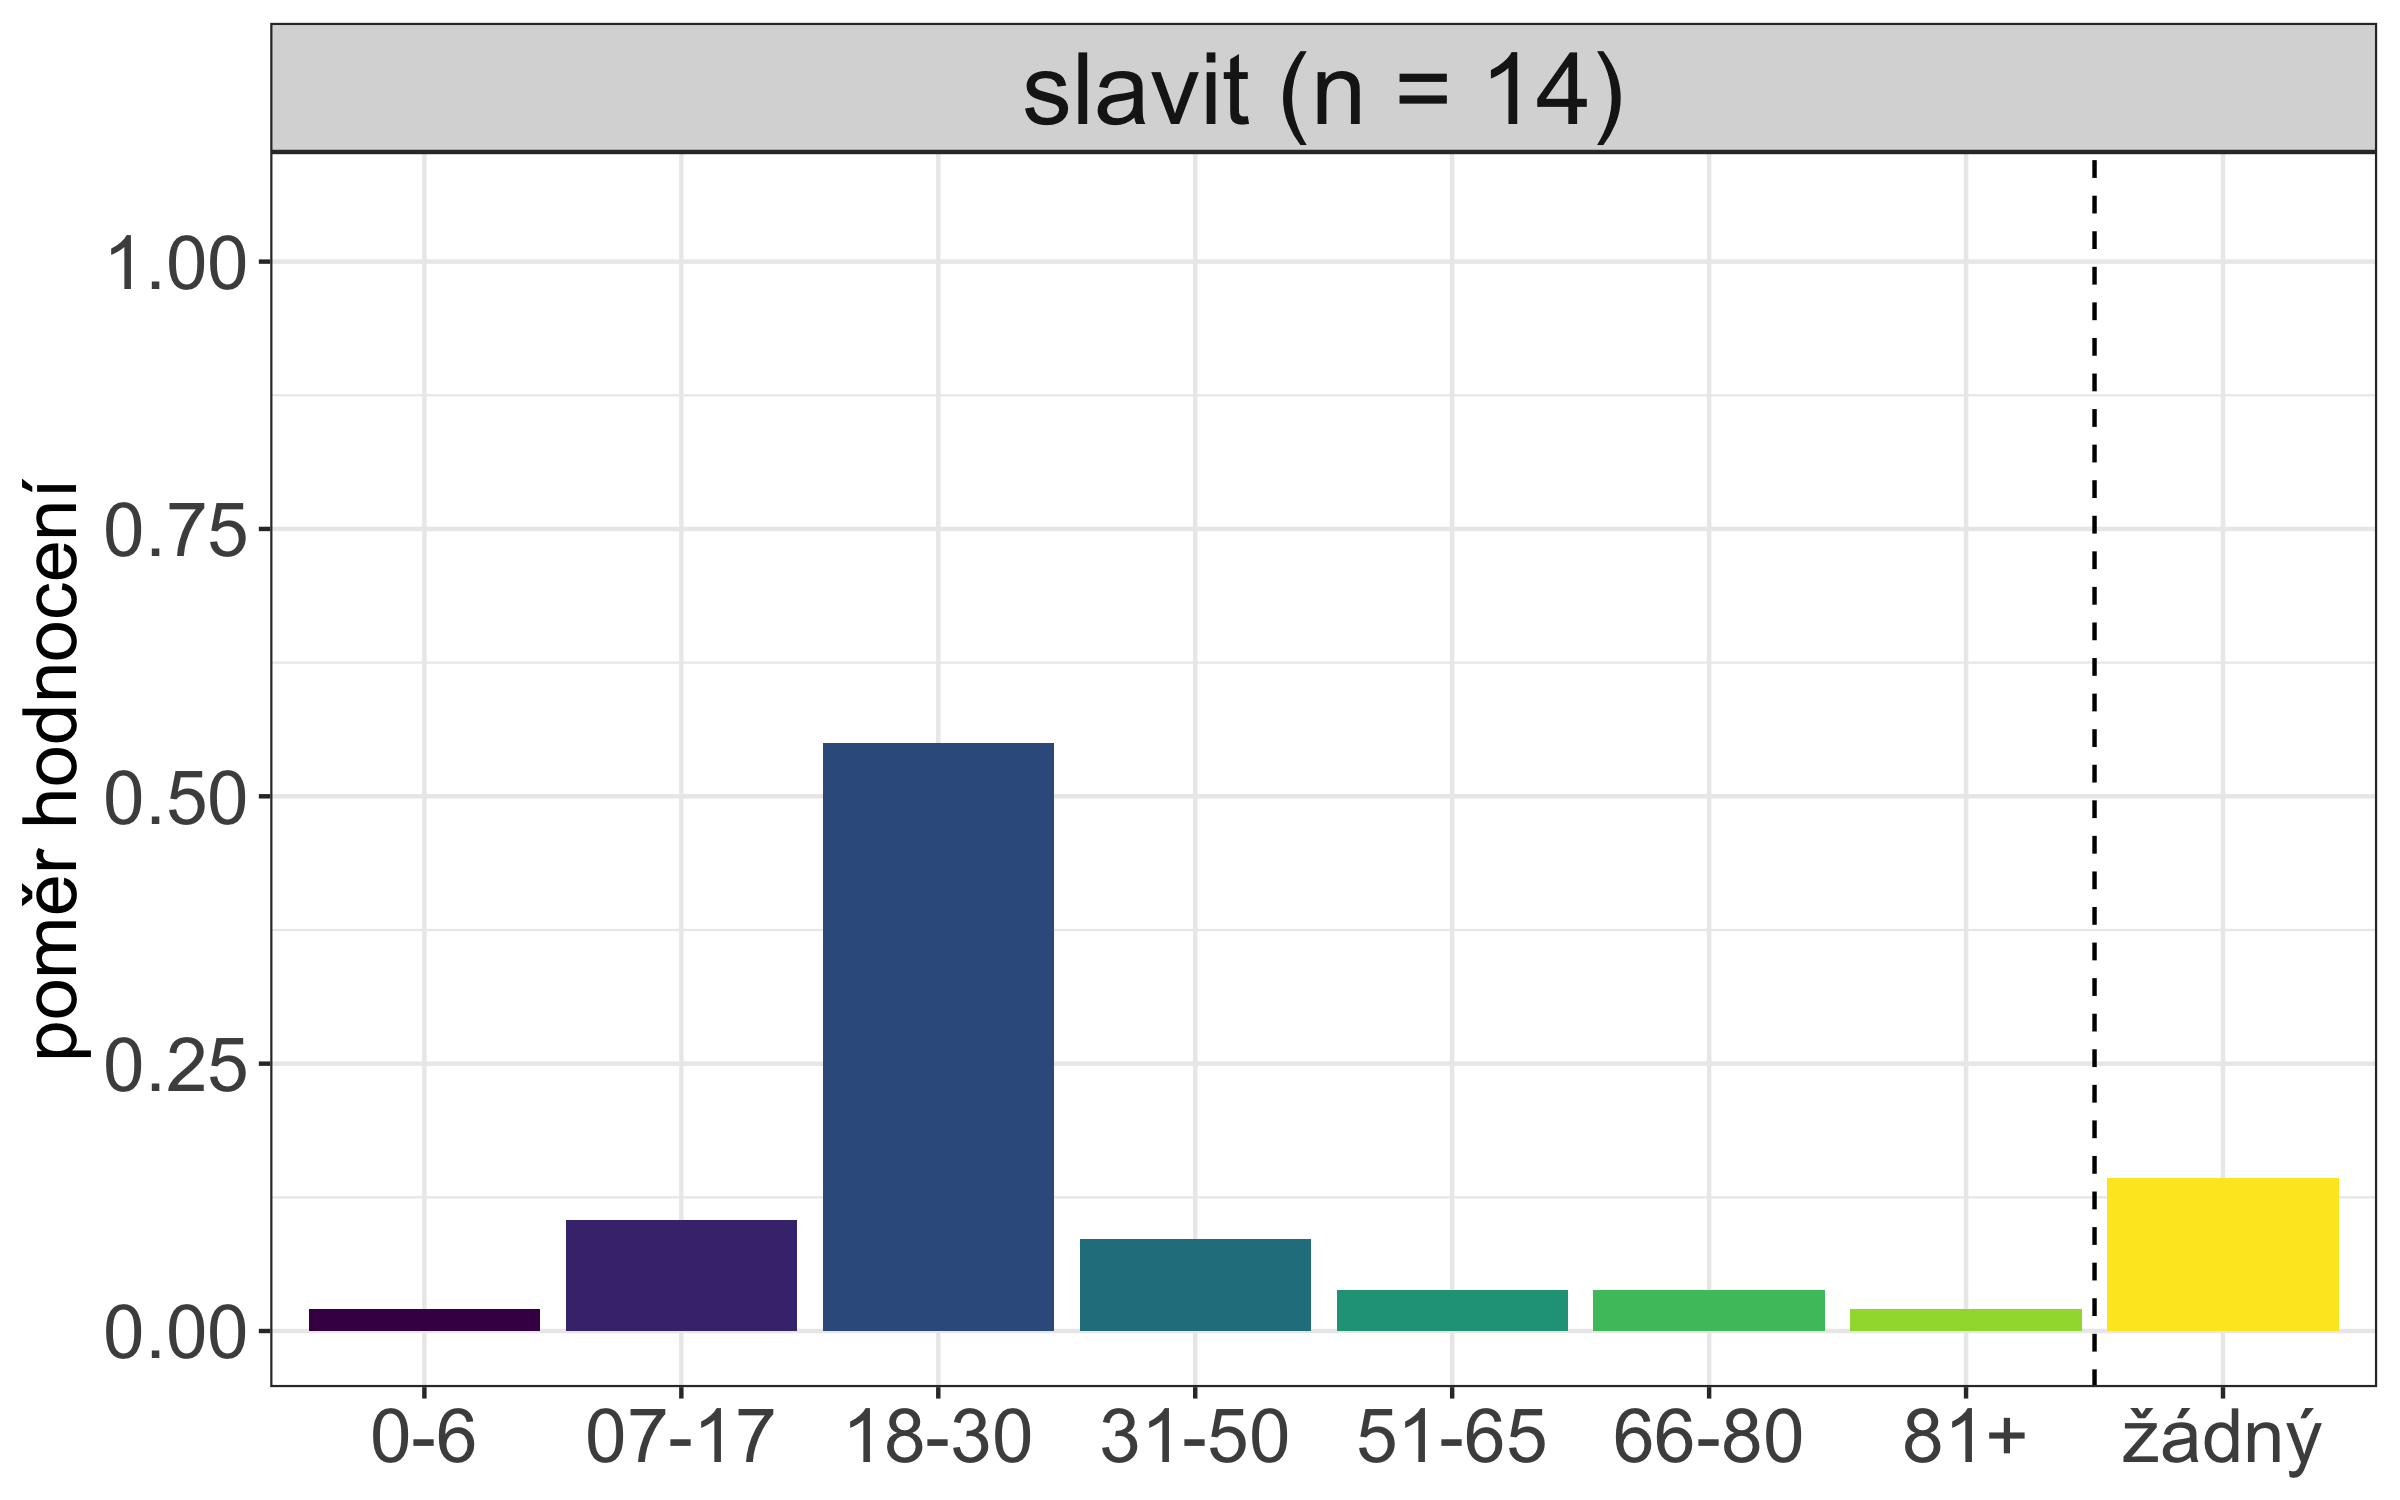 slavit (n = 14)
poměr hodnocení
1.00
0.75
0.50
0.25
0.00
0-6 07-17 18-30 31-50 51-65 66-80 81+ žádný